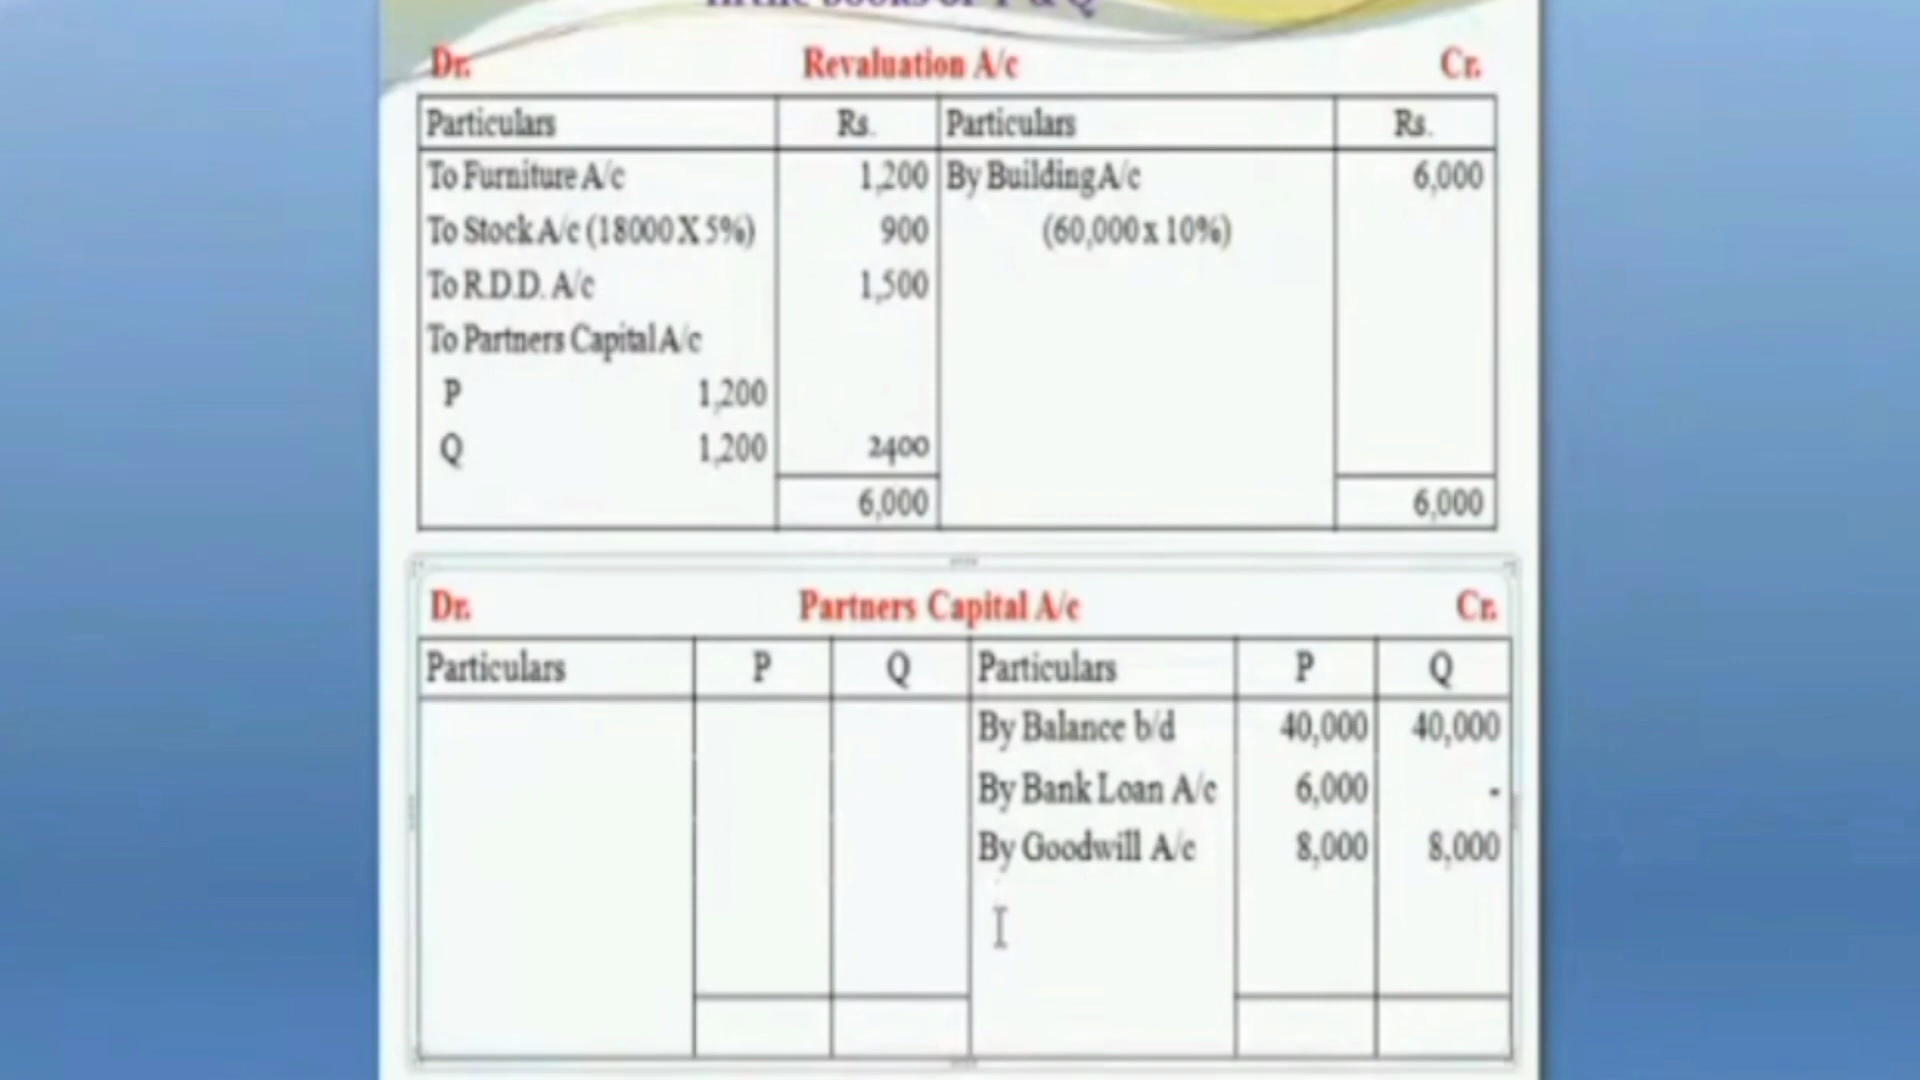 Dr. Revaluation A/c Cr.
Particulars Rs. Particulars Rs.
To Furniture A/c 1,200 By Building A/c 6,000
To Stock A/c (18000 X 5%) 900 (60,000 x 10%)
To R.D.D. A/c 1,500
To Partners Capital A/c
P 1,200
Q 1,200 2400
6,000 6,000
Dr. Partners Capital A/c Cr.
Particulars P Q Particulars P Q
By Balance b/d 40,000 40,000
By Bank Loan A/c 6,000 -
By Goodwill A/c 8,000 8,000